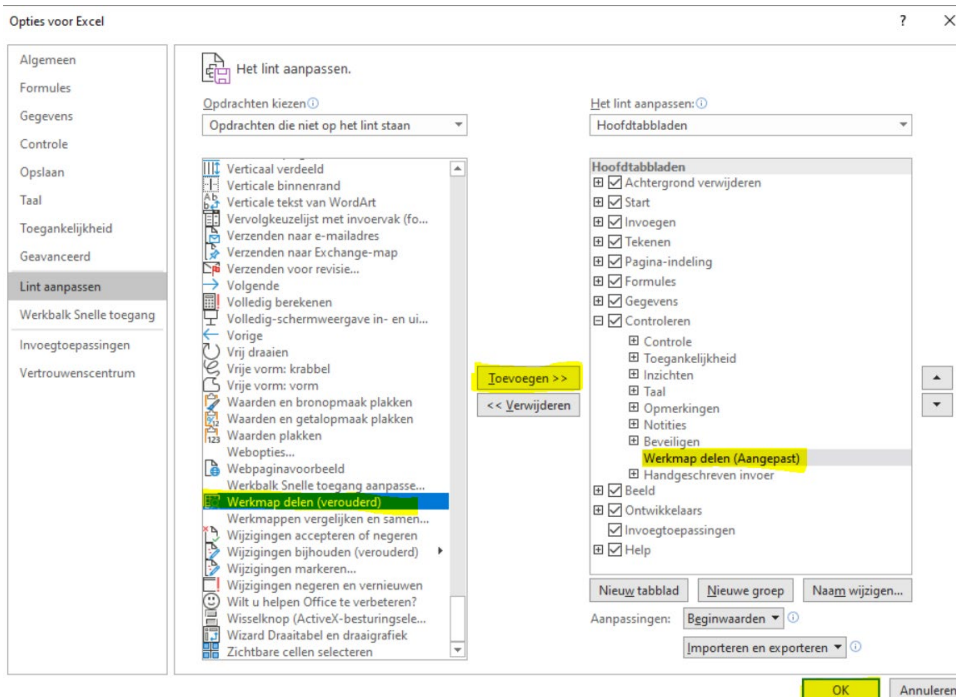 Opties voor Excel
?
Algemeen
Formules
Gegevens
Controle
Opslaan
Taal
Toegankelijkheid
Geavanceerd
Lint aanpassen
Werkbalk Snelle toegang
Invoegtoepassingen
Vertrouwenscentrum
Het lint aanpassen.
Opdrachten kiezen
Opdrachten die niet op het lint staan
Verticaal verdeeld
Verticale binnenrand
Verticale tekst van WordArt
Vervolgkeuzelijst met invoervak (fo...
Verzenden naar e-mailadres
Verzenden naar Exchange-map
Verzenden voor revisie...
Volgende
Volledig berekenen
Volledig-schermweergave in- en ui...
Vorige
Vrij draaien
Vrije vorm: krabbel
Vrije vorm: vorm
Waarden en bronopmaak plakken
Waarden en getalopmaak plakken
Waarden plakken
Webopties...
Webpaginavoorbeeld
Werkbalk Snelle toegang aanpasse...
Werkmap delen (verouderd)
Werkmappen vergelijken en samen...
Wijzigingen accepteren of negeren
Wijzigingen bijhouden (verouderd)
Wijzigingen markeren...
Wijzigingen negeren en vernieuwen
Wilt u helpen Office te verbeteren?
Wisselknop (ActiveX-besturingsele...
Wizard Draaitabel en draaigrafiek
Zichtbare cellen selecteren
Toevoegen >>
<< Verwijderen
Het lint aanpassen:
Hoofdtabbladen
Hoofdtabbladen
Achtergrond verwijderen
Start
Invoegen
Tekenen
Pagina-indeling
Formules
Gegevens
Controleren
Controle
Toegankelijkheid
Inzichten
Taal
Opmerkingen
Notities
Beveiligen
Werkmap delen (Aangepast)
Handgeschreven invoer
Beeld
Ontwikkelaars
Invoegtoepassingen
Help
Nieuw tabblad
Nieuwe groep
Naam wijzigen...
Aanpassingen:
Beginwaarden
Importeren en exporteren
OK
Annuleren